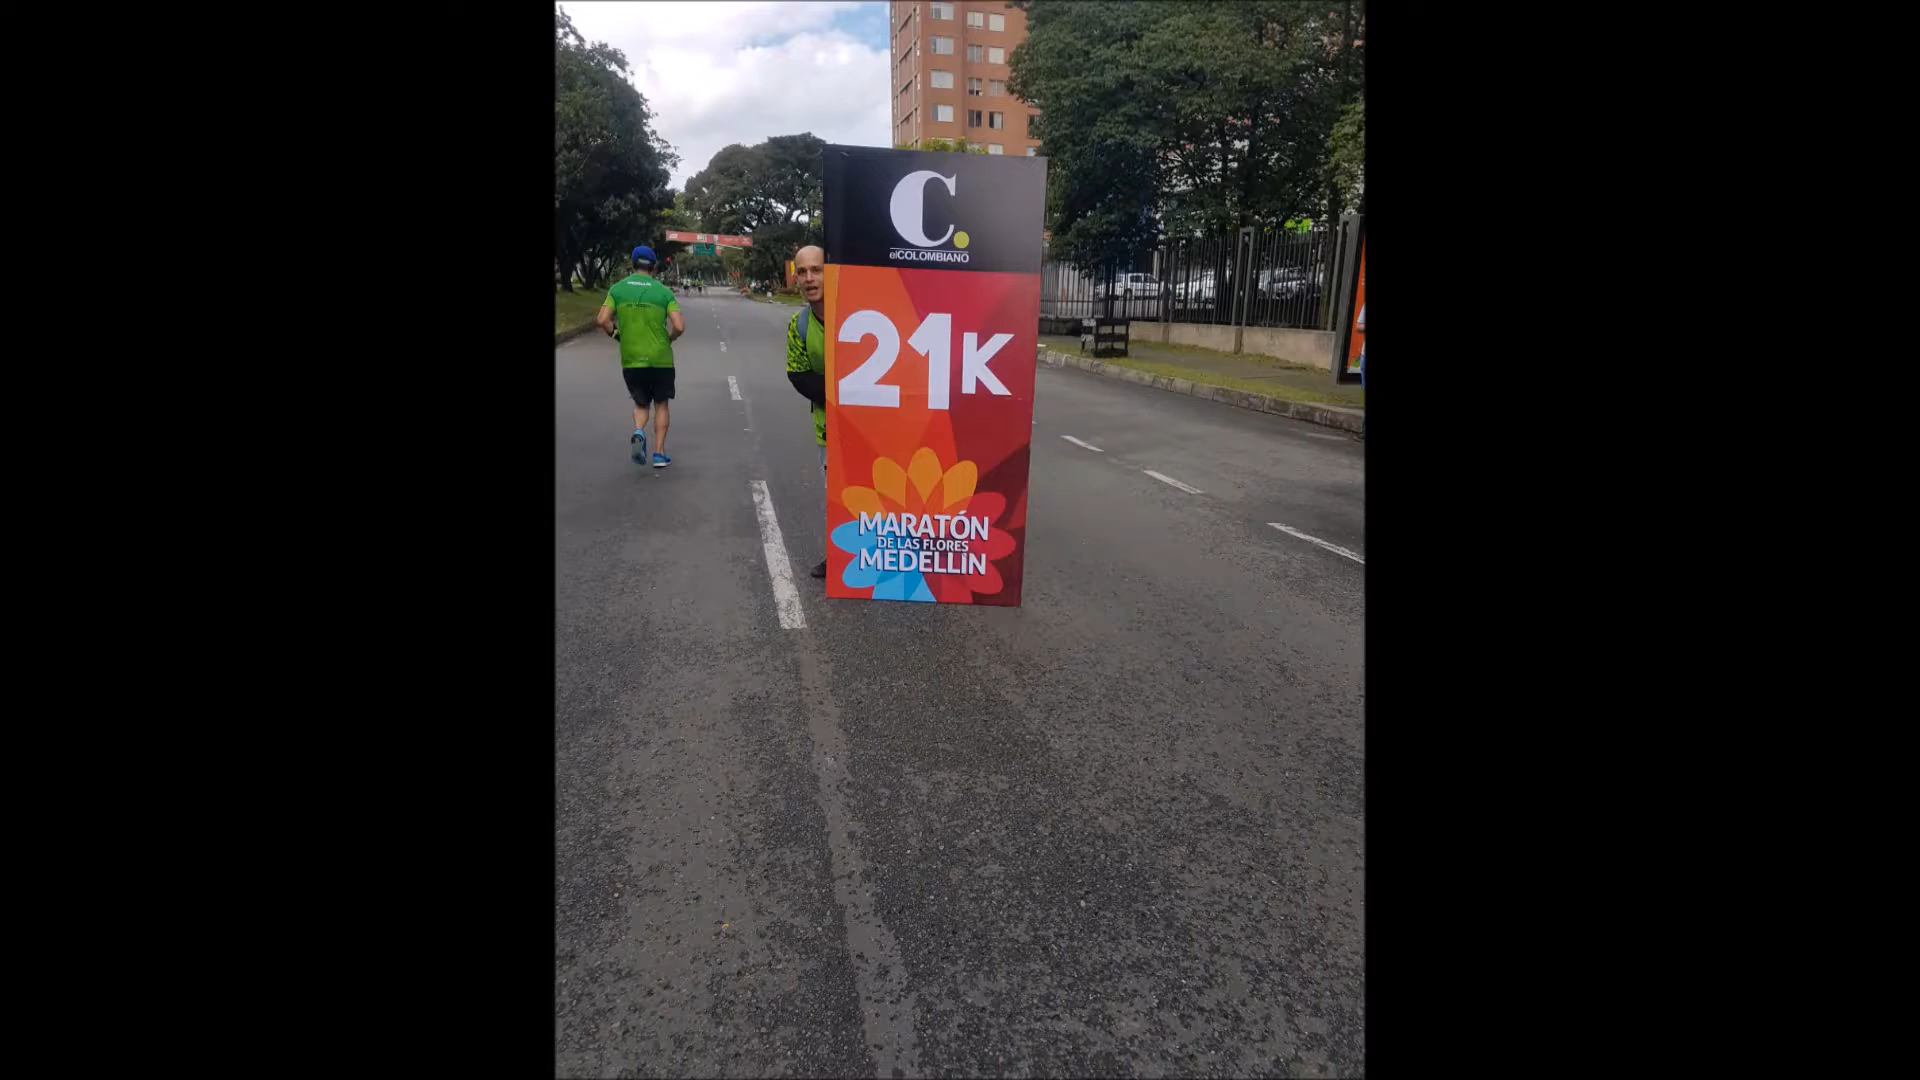 C.
elCOLOMBIANO
21K
MARATÓN
DE LAS FLORES
MEDELLÍN